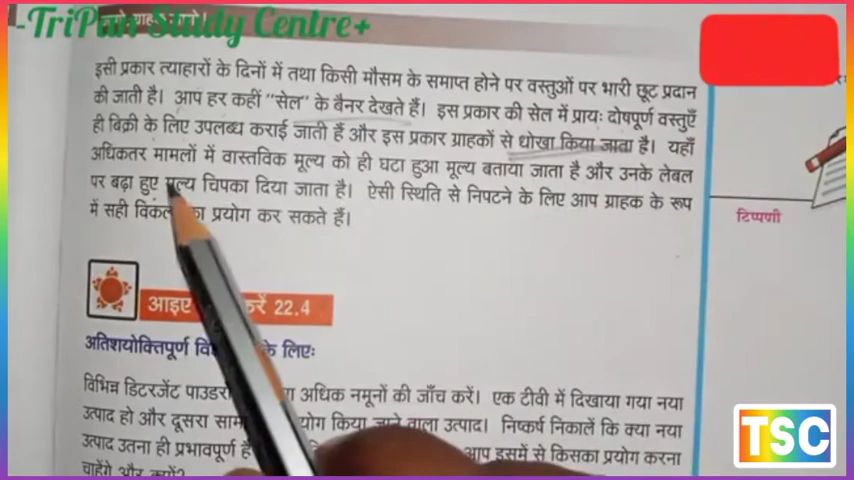 -TriPan Study Centre+
इसी प्रकार त्याहारों के दिनों में तथा किसी मौसम के समाप्त होने पर वस्तुओं पर भारी छूट प्रदान
की जाती है। आप हर कहीं "सेल" के बैनर देखते हैं। इस प्रकार की सेल में प्रायः दोषपूर्ण वस्तुएँ
ही बिक्री के लिए उपलब्ध कराई जाती हैं और इस प्रकार ग्राहकों से धोखा किया जाता है। यहाँ
अधिकतर मामलों में वास्तविक मूल्य को ही घटा हुआ मूल्य बताया जाता है और उनके लेबल
पर बढ़ा हुए मूल्य चिपका दिया जाता है। ऐसी स्थिति से निपटने के लिए आप ग्राहक के रूप
में सही का प्रयोग कर सकते हैं।
टिप्पणी
आइए करें 22.4
अतिशयोक्तिपूर्ण के लिएः
विभिन्न डिटरजेंट अधिक नमूनों की जाँच करें। एक टीवी में दिखाया गया नया
उत्पाद हो और दूसरा किया जाने वाला उत्पाद। निष्कर्ष निकालें कि क्या नया
उत्पाद उतना ही प्रभावपूर्ण आप इसमें से किसका प्रयोग करना
चाहेंगे और क्यों?
TSC